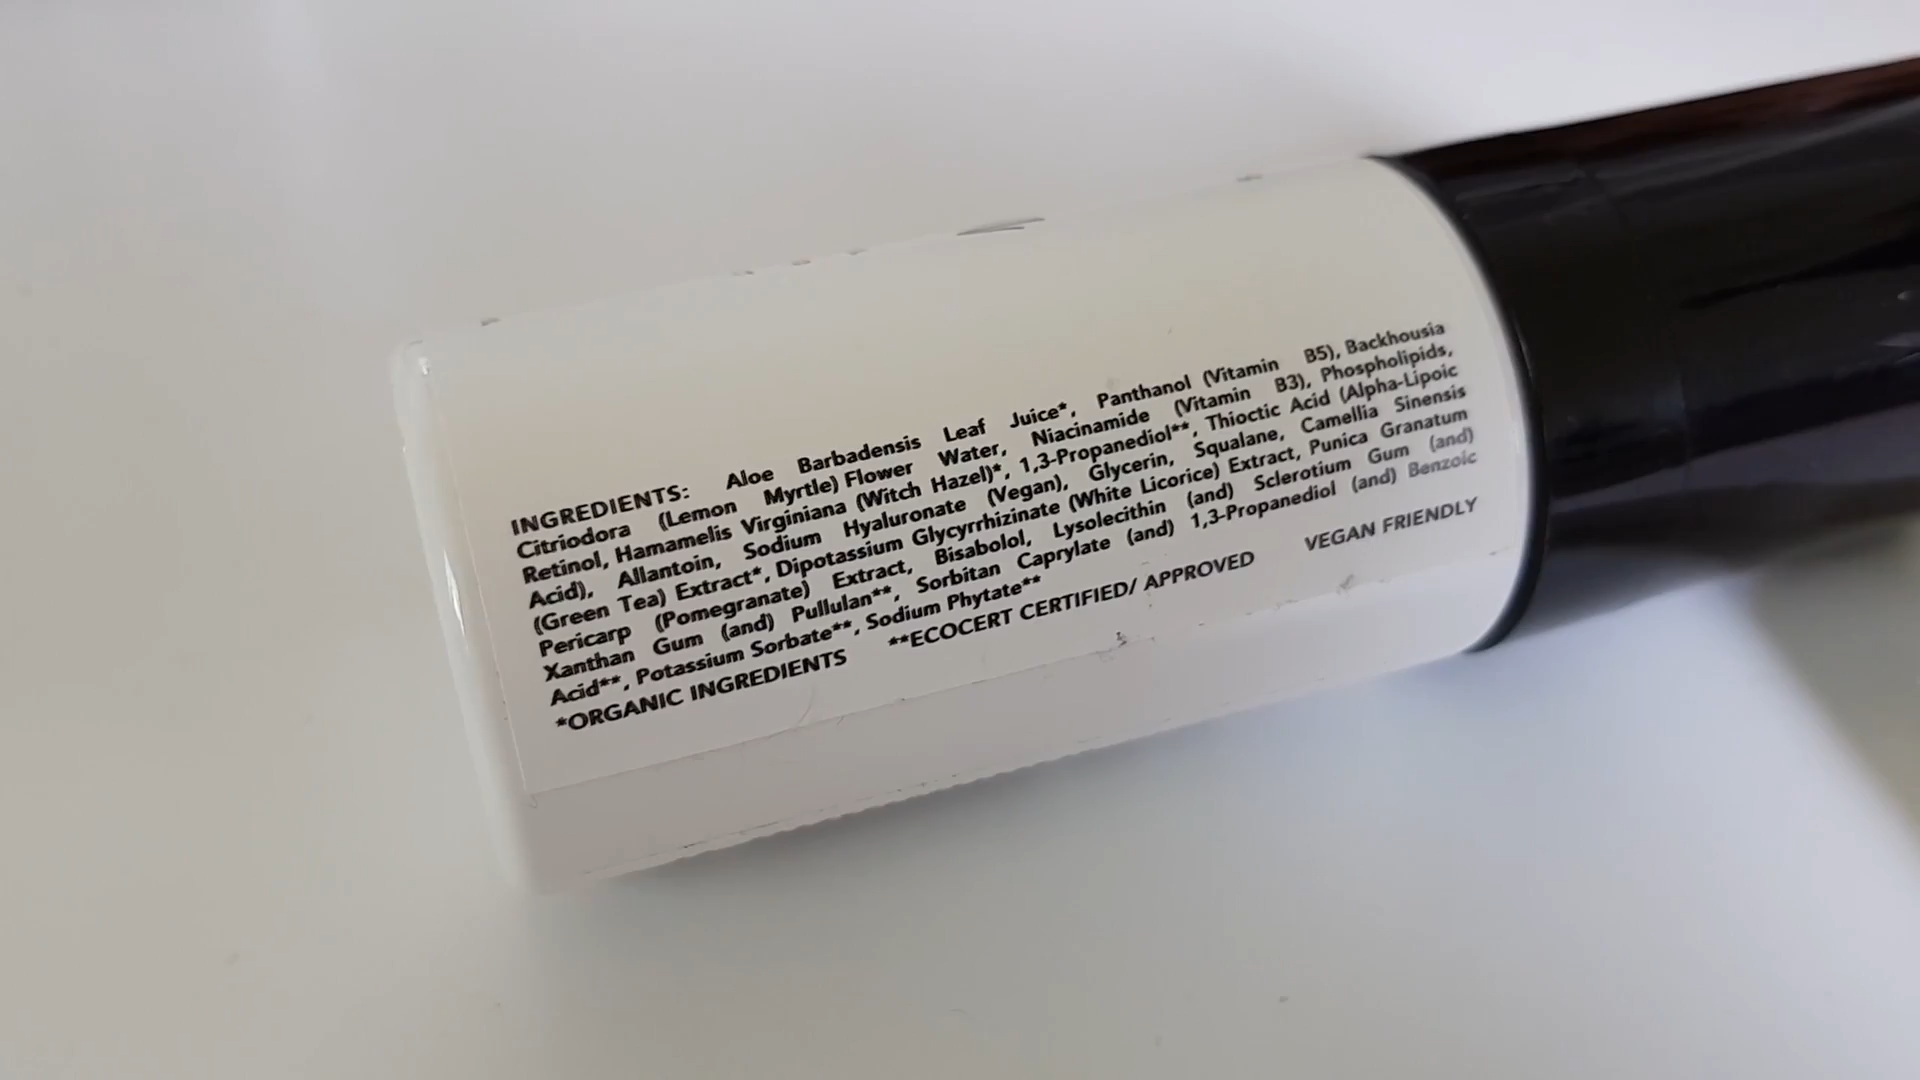 INGREDIENTS: Aloe Barbadensis Leaf Juice*, Panthanol (Vitamin B5), Backhousia
Citriodora (Lemon Myrtle) Flower Water, Niacinamide (Vitamin B3), Phospholipids,
Retinol, Hamamelis Virginiana (Witch Hazel)*, 1,3-Propanediol**, Thioctic Acid (Alpha-Lipoic
Acid), Allantoin, Sodium Hyaluronate (Vegan), Glycerin, Squalane, Camellia Sinensis
(Green Tea) Extract*, Dipotassium Glycyrrhizinate (White Licorice) Extract, Punica Granatum
Pericarp (Pomegranate) Extract, Bisabolol, Lysolecithin (and) Sclerotium Gum (and)
Xanthan Gum (and) Pullulan**, Sorbitan Caprylate (and) 1,3-Propanediol (and) Benzoic
Acid**, Potassium Sorbate**, Sodium Phytate**
*ORGANIC INGREDIENTS **ECOCERT CERTIFIED/ APPROVED VEGAN FRIENDLY